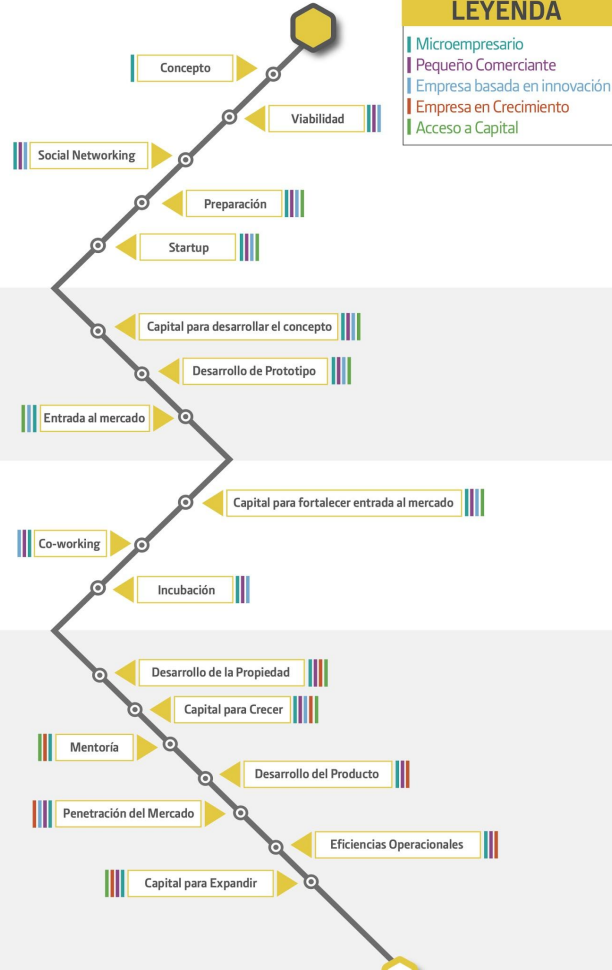 LEYENDA
Microempresario
Pequeño Comerciante
Empresa basada en innovación
Empresa en Crecimiento
Acceso a Capital
Concepto
Viabilidad
Social Networking
Preparación
Startup
Capital para desarrollar el concepto
Desarrollo de Prototipo
Entrada al mercado
Capital para fortalecer entrada al mercado
Co-working
Incubación
Desarrollo de la Propiedad
Capital para Crecer
Mentoría
Desarrollo del Producto
Penetración del Mercado
Eficiencias Operacionales
Capital para Expandir